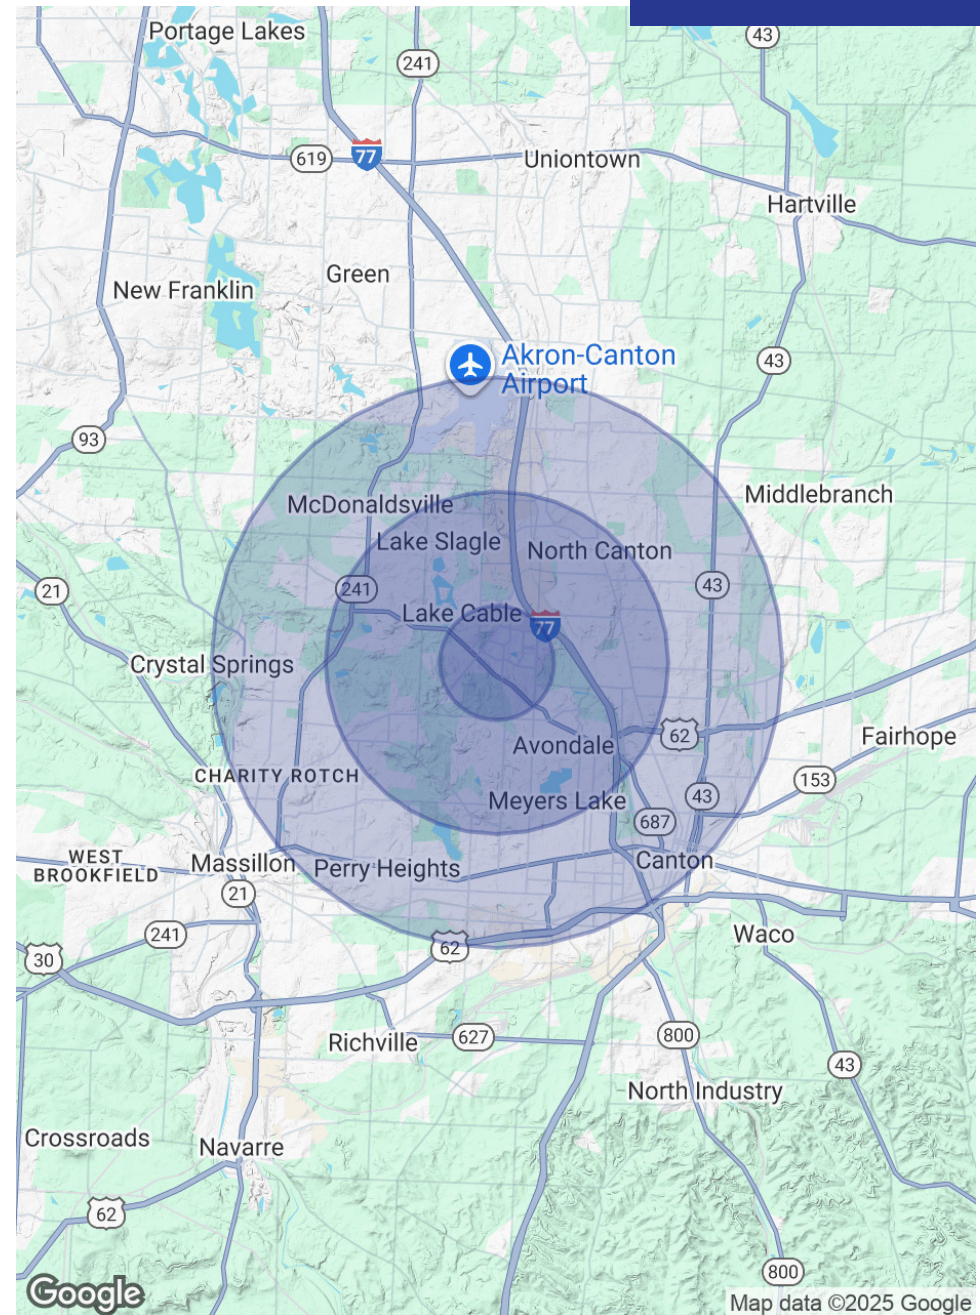 Portage Lakes
43
241
619
77
Uniontown
Hartville
Green
New Franklin
Akron-Canton
Airport
43
93
Middlebranch
McDonaldsville
Lake Slagle
North Canton
21
241
43
Lake Cable
77
Crystal Springs
62
Fairhope
Avondale
CHARITY ROTCH
153
Meyers Lake
43
687
WEST
BROOKFIELD
Massillon
Perry Heights
Canton
21
241
62
Waco
30
Richville
627
800
43
North Industry
Crossroads
Navarre
62
800
Google
Map data ©2025 Google